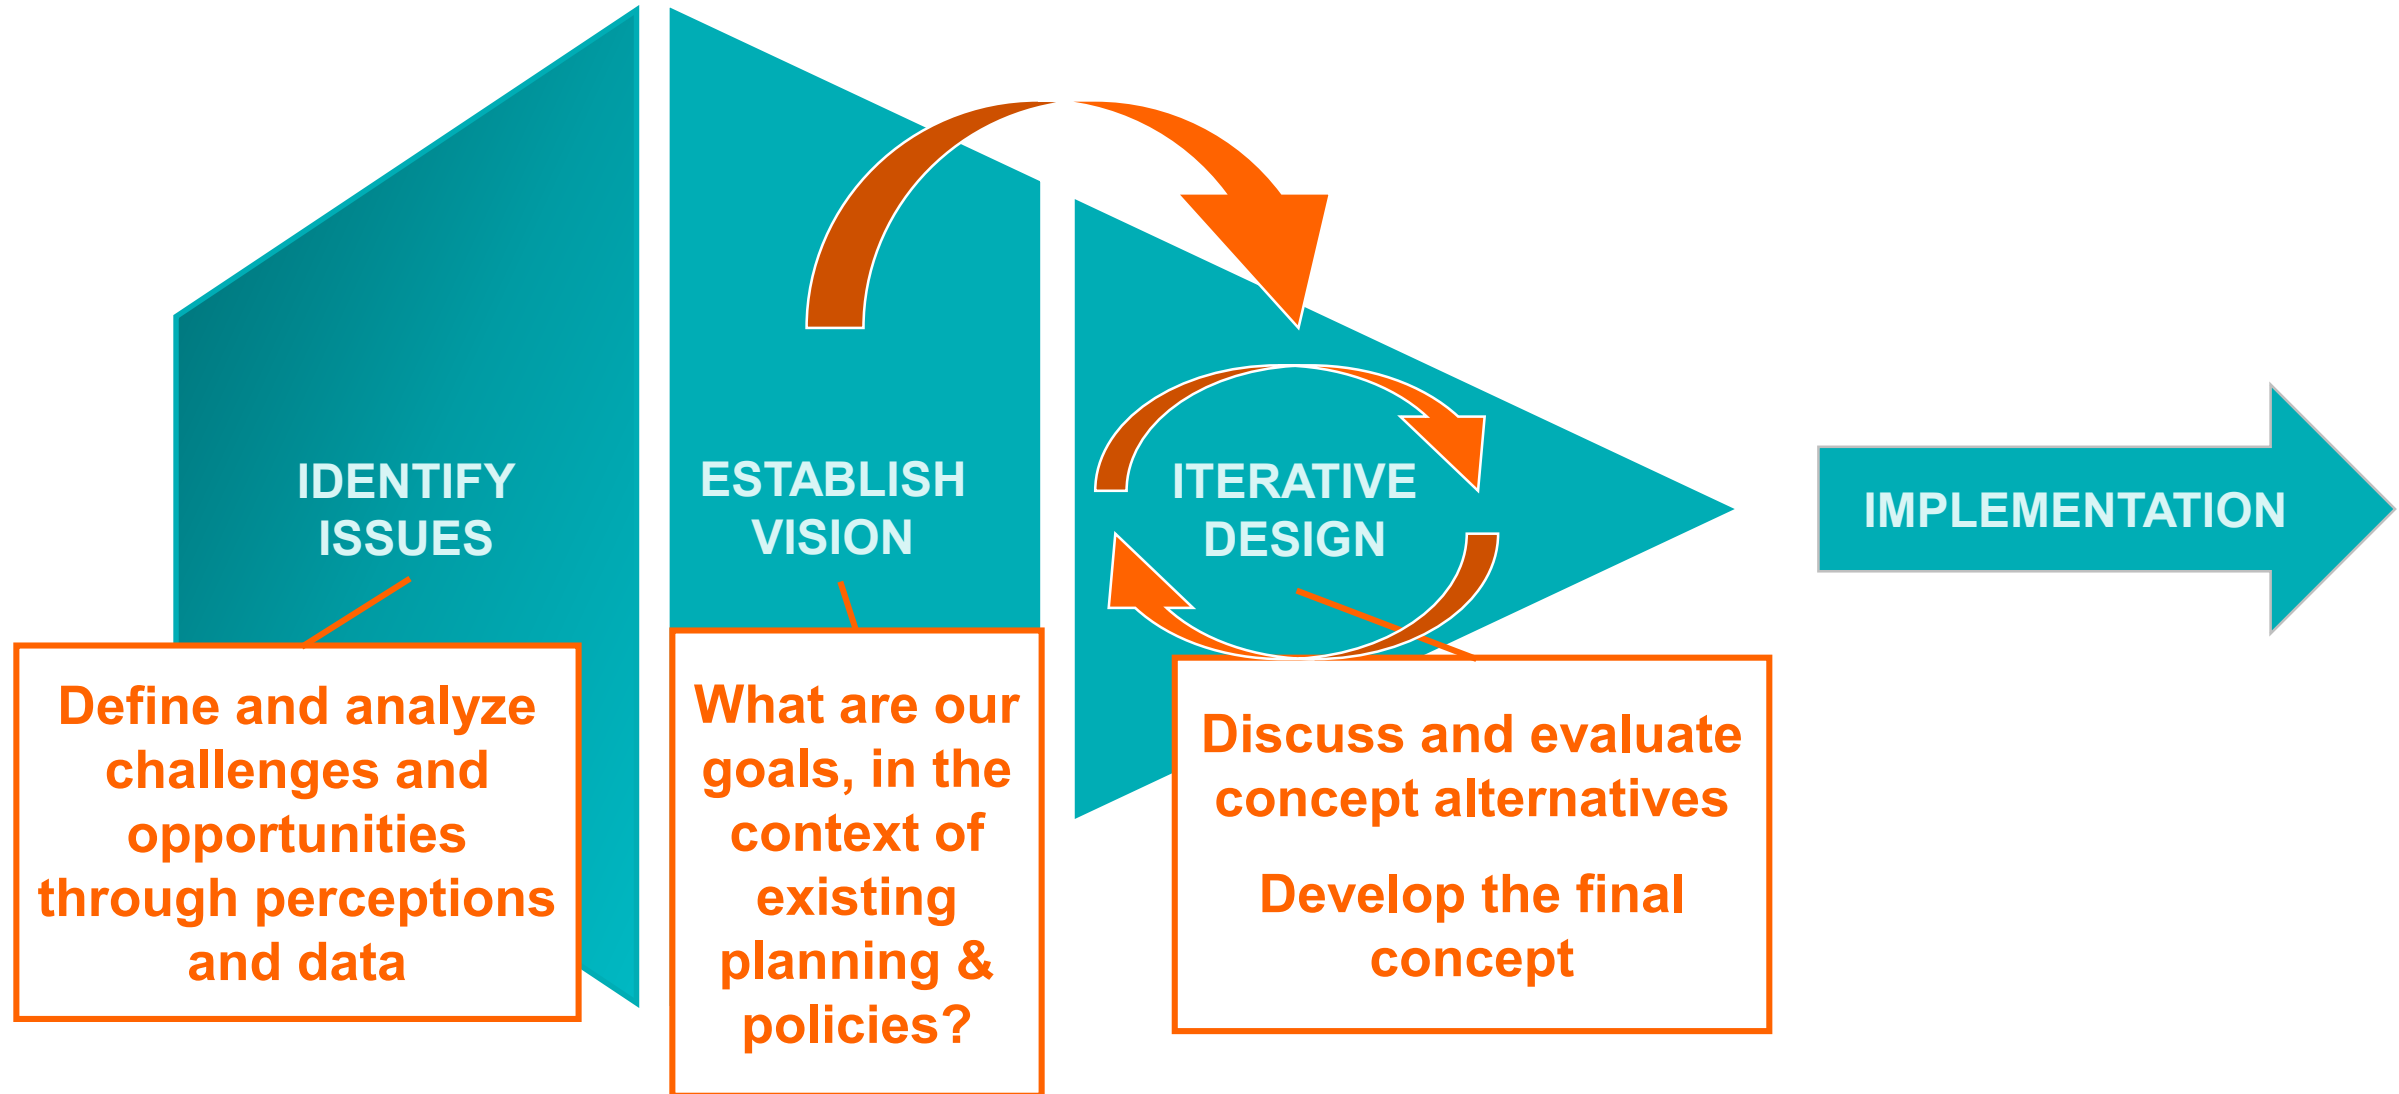 IDENTIFY
ISSUES
ESTABLISH
VISION
ITERATIVE
DESIGN
IMPLEMENTATION
Define and analyze
challenges and
opportunities
through perceptions
and data
What are our
goals, in the
context of
existing
planning &
policies?
Discuss and evaluate
concept alternatives
Develop the final
concept